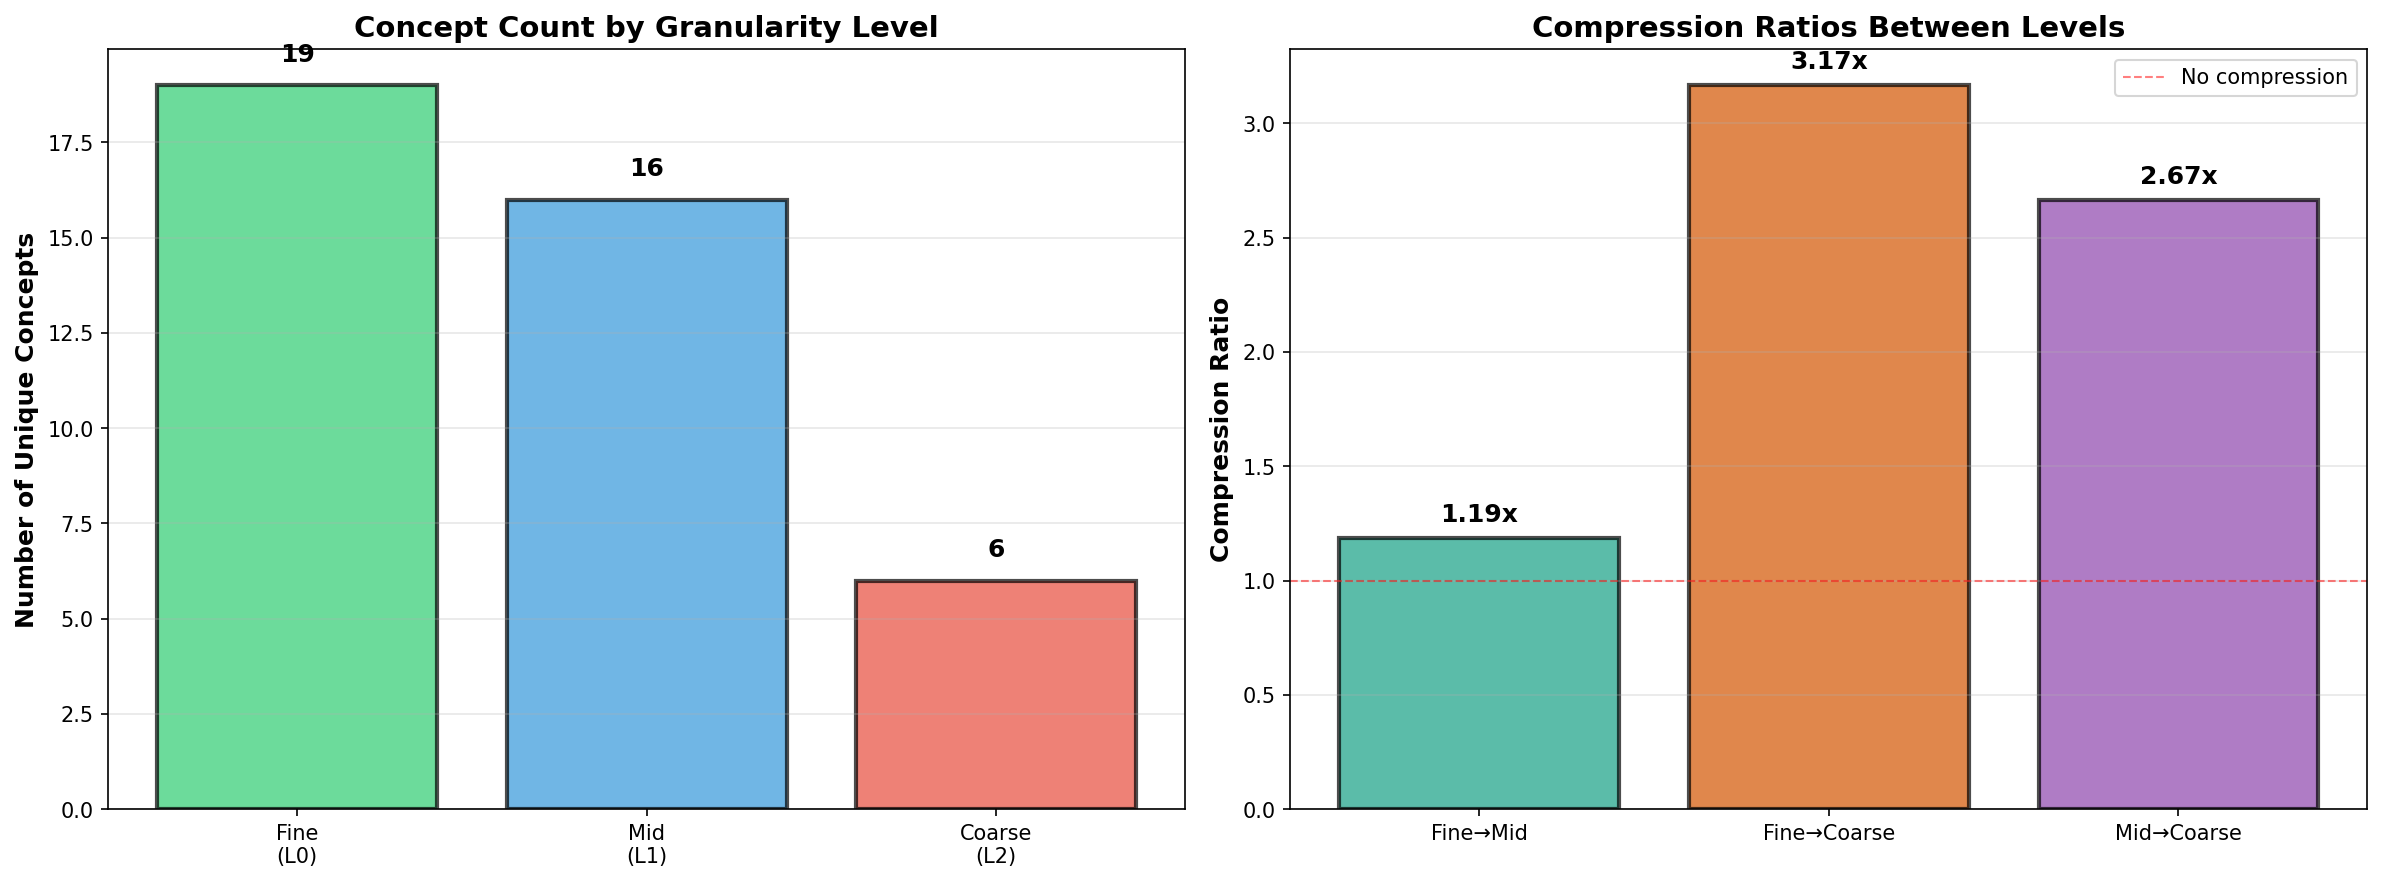 Concept Count by Granularity Level
Number of Unique Concepts
17.5
15.0
12.5
10.0
7.5
5.0
2.5
0.0
19
16
6
Fine
(L0)
Mid
(L1)
Coarse
(L2)
Compression Ratios Between Levels
Compression Ratio
3.0
2.5
2.0
1.5
1.0
0.5
0.0
No compression
1.19x
3.17x
2.67x
Fine→Mid
Fine→Coarse
Mid→Coarse